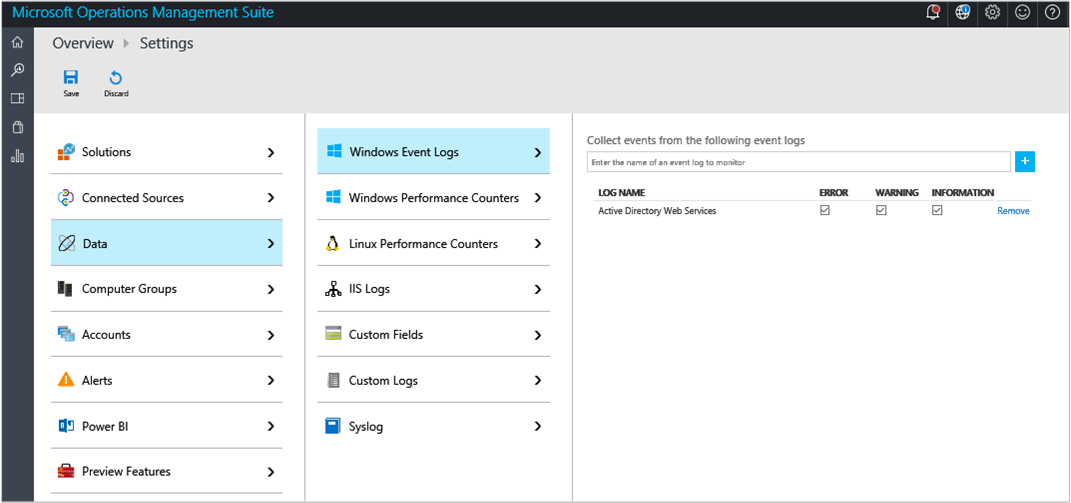 Microsoft Operations Management Suite
Overview Settings
Save Discard
Solutions
Connected Sources
Data
Computer Groups
Accounts
Alerts
Power BI
Preview Features
Windows Event Logs
Windows Performance Counters
Linux Performance Counters
IIS Logs
Custom Fields
Custom Logs
Syslog
Collect events from the following event logs
Enter the name of an event log to monitor
LOG NAME ERROR WARNING INFORMATION
Active Directory Web Services Remove